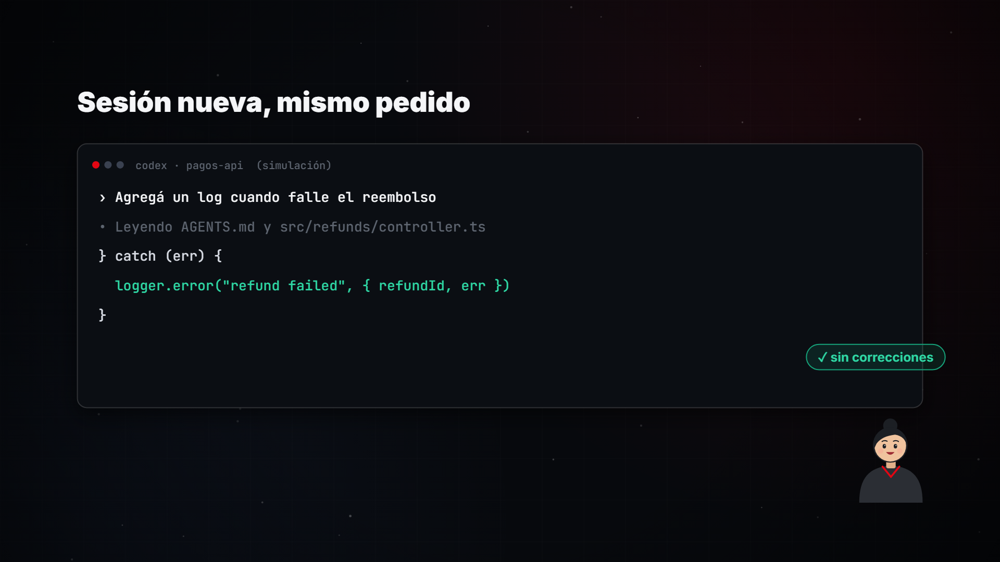 Sesión nueva, mismo pedido
codex · pagos-api (simulación)
› Agregá un log cuando falle el reembolso
• Leyendo AGENTS.md y src/refunds/controller.ts
} catch (err) {
logger.error("refund failed", { refundId, err })
}
✓ sin correcciones